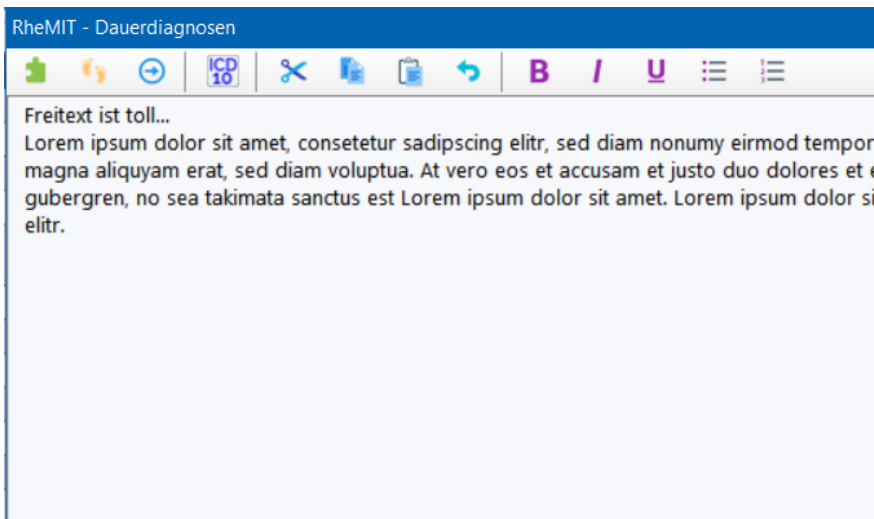 RheMIT - Dauerdiagnosen
ICD 10 B I U
Freitext ist toll...
Lorem ipsum dolor sit amet, consetetur sadipscing elitr, sed diam nonumy eirmod tempor
magna aliquyam erat, sed diam voluptua. At vero eos et accusam et justo duo dolores et
gubergren, no sea takimata sanctus est Lorem ipsum dolor sit amet. Lorem ipsum dolor
elitr.